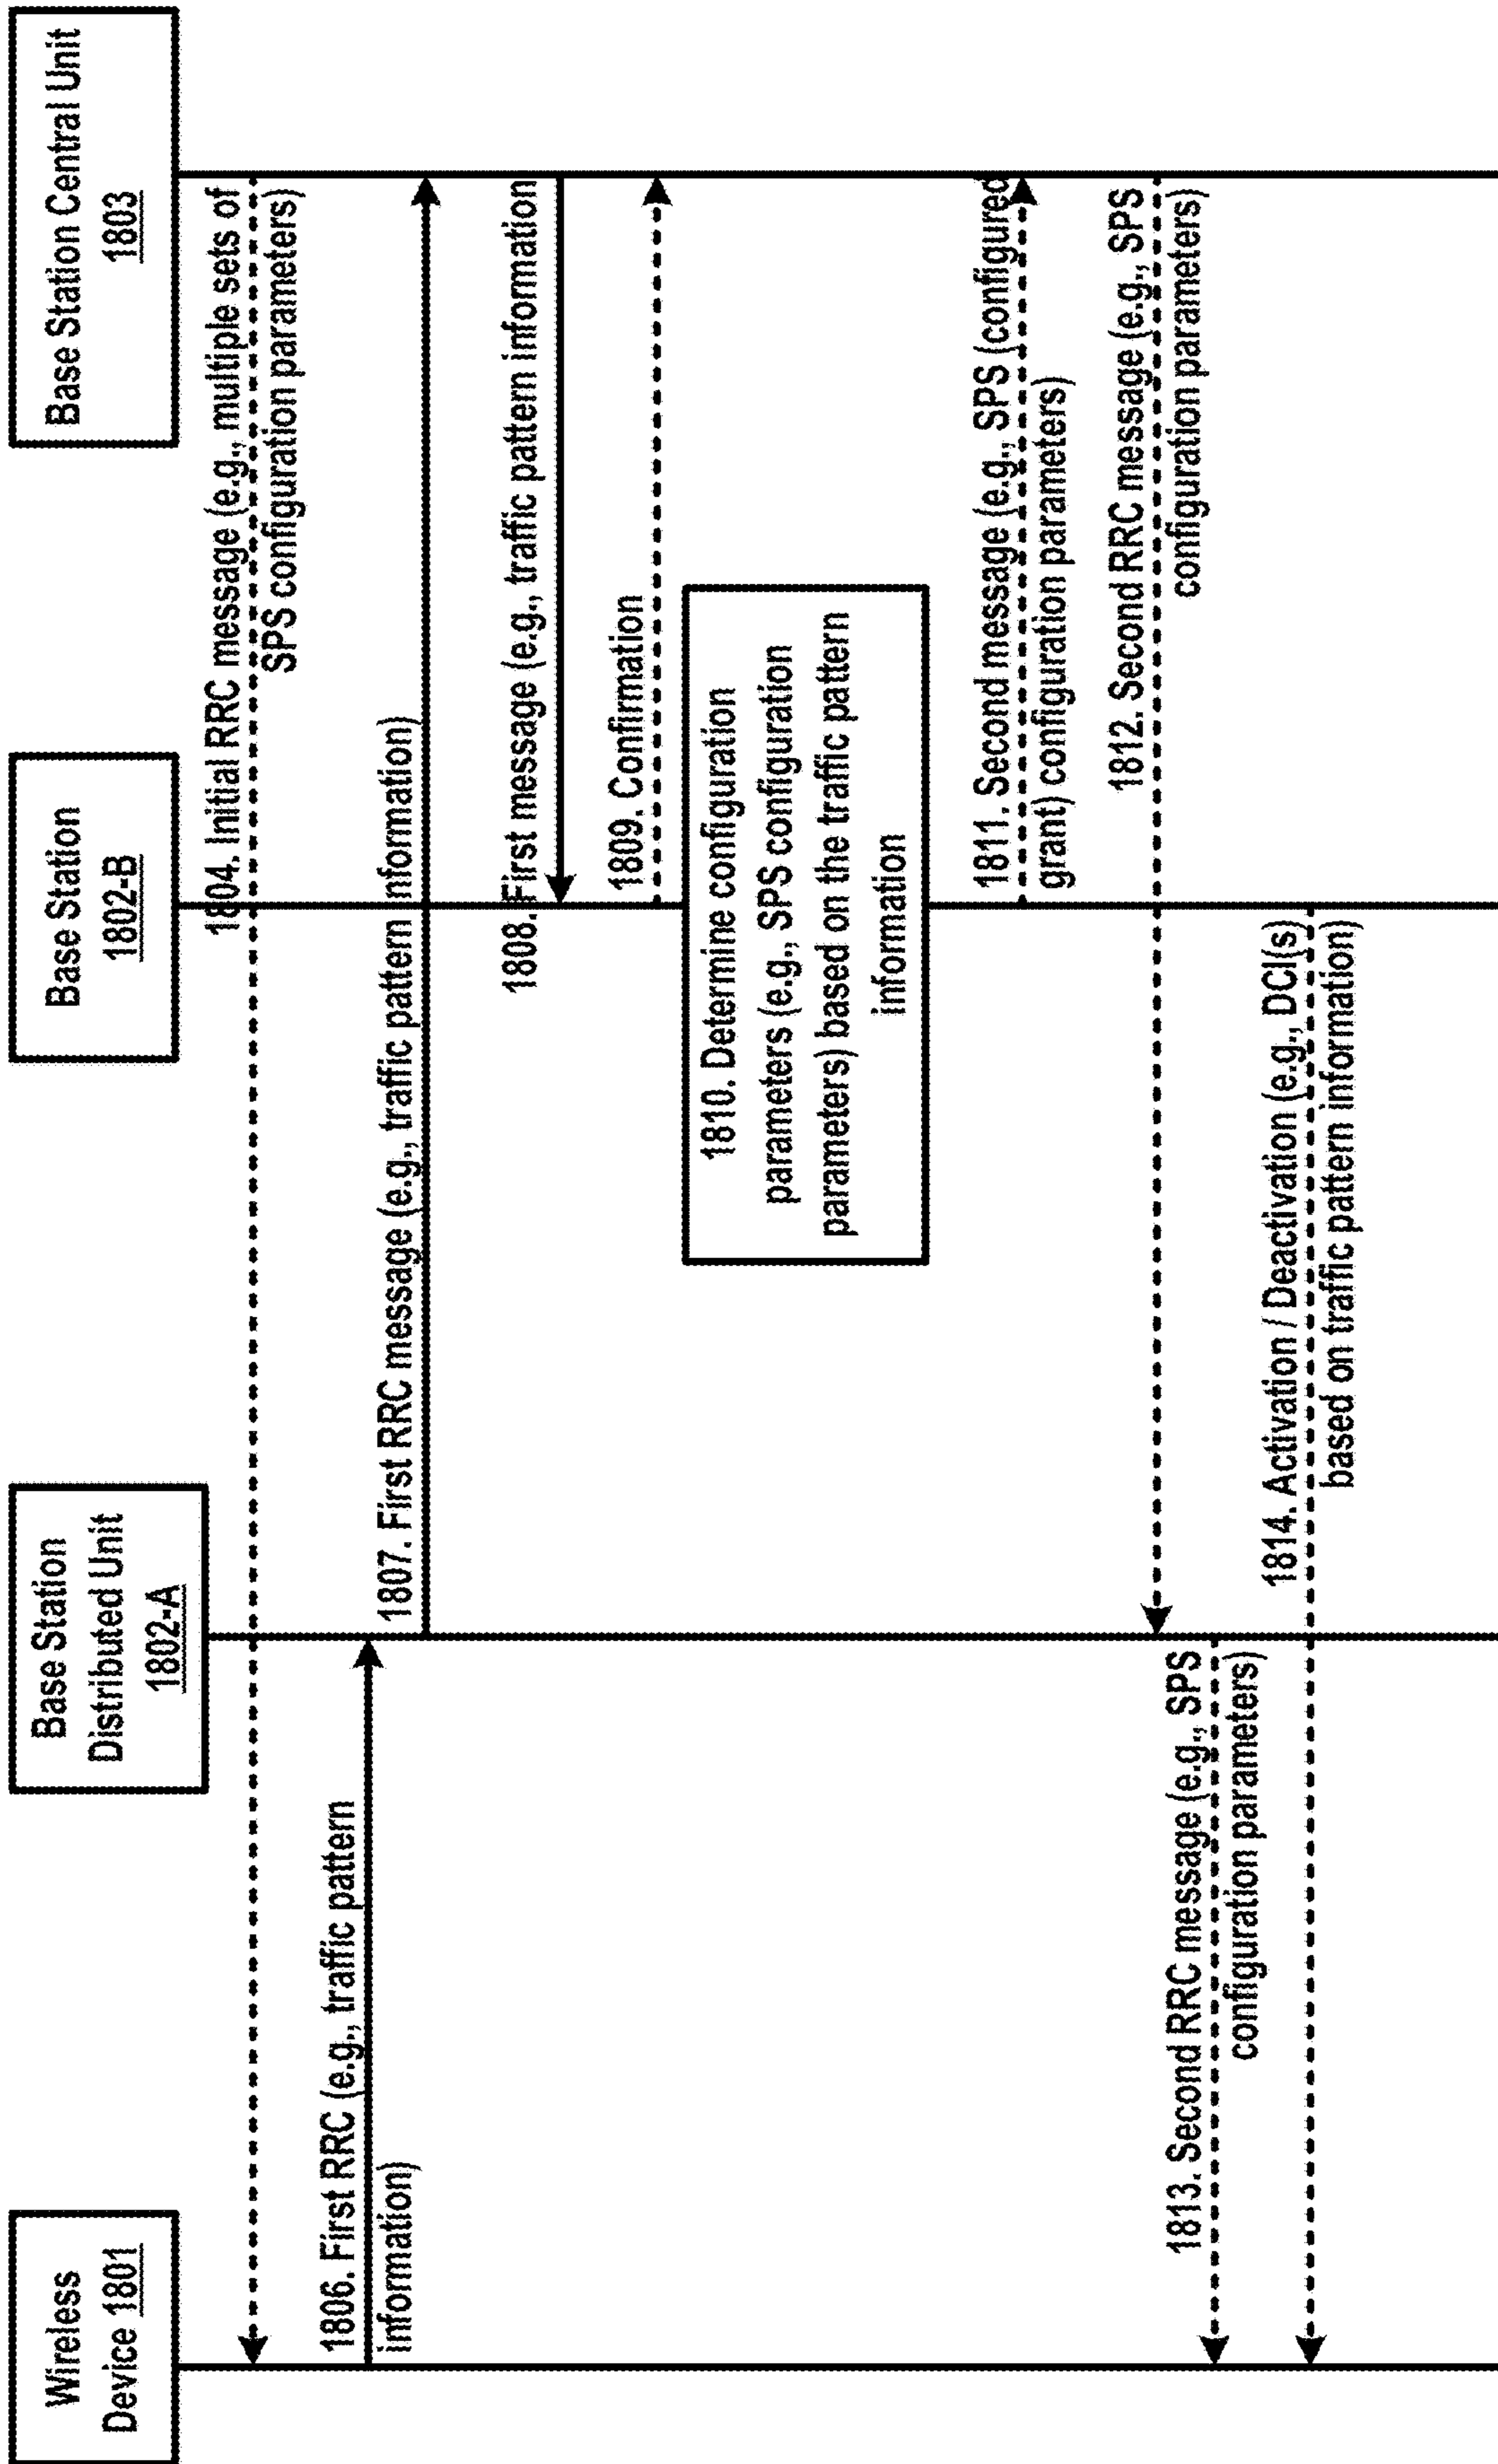 Wireless
Device 1801
Base Station
Distributed Unit
1802-A
Base Station
1802-B
Base Station Central Unit
1803
1804. Initial RRC message (e.g., multiple sets of
SPS configuration parameters)
1806. First RRC (e.g., traffic pattern
information)
1807. First RRC message (e.g., traffic pattern information)
1808. First message (e.g., traffic pattern information
1809. Confirmation
1810. Determine configuration
parameters (e.g., SPS configuration
parameters) based on the traffic pattern
information
1811. Second message (e.g., SPS (configured
grant) configuration parameters)
1812. Second RRC message (e.g., SPS
configuration parameters)
1813. Second RRC message (e.g., SPS
configuration parameters)
1814. Activation / Deactivation (e.g., DCI(s)
based on traffic pattern information)